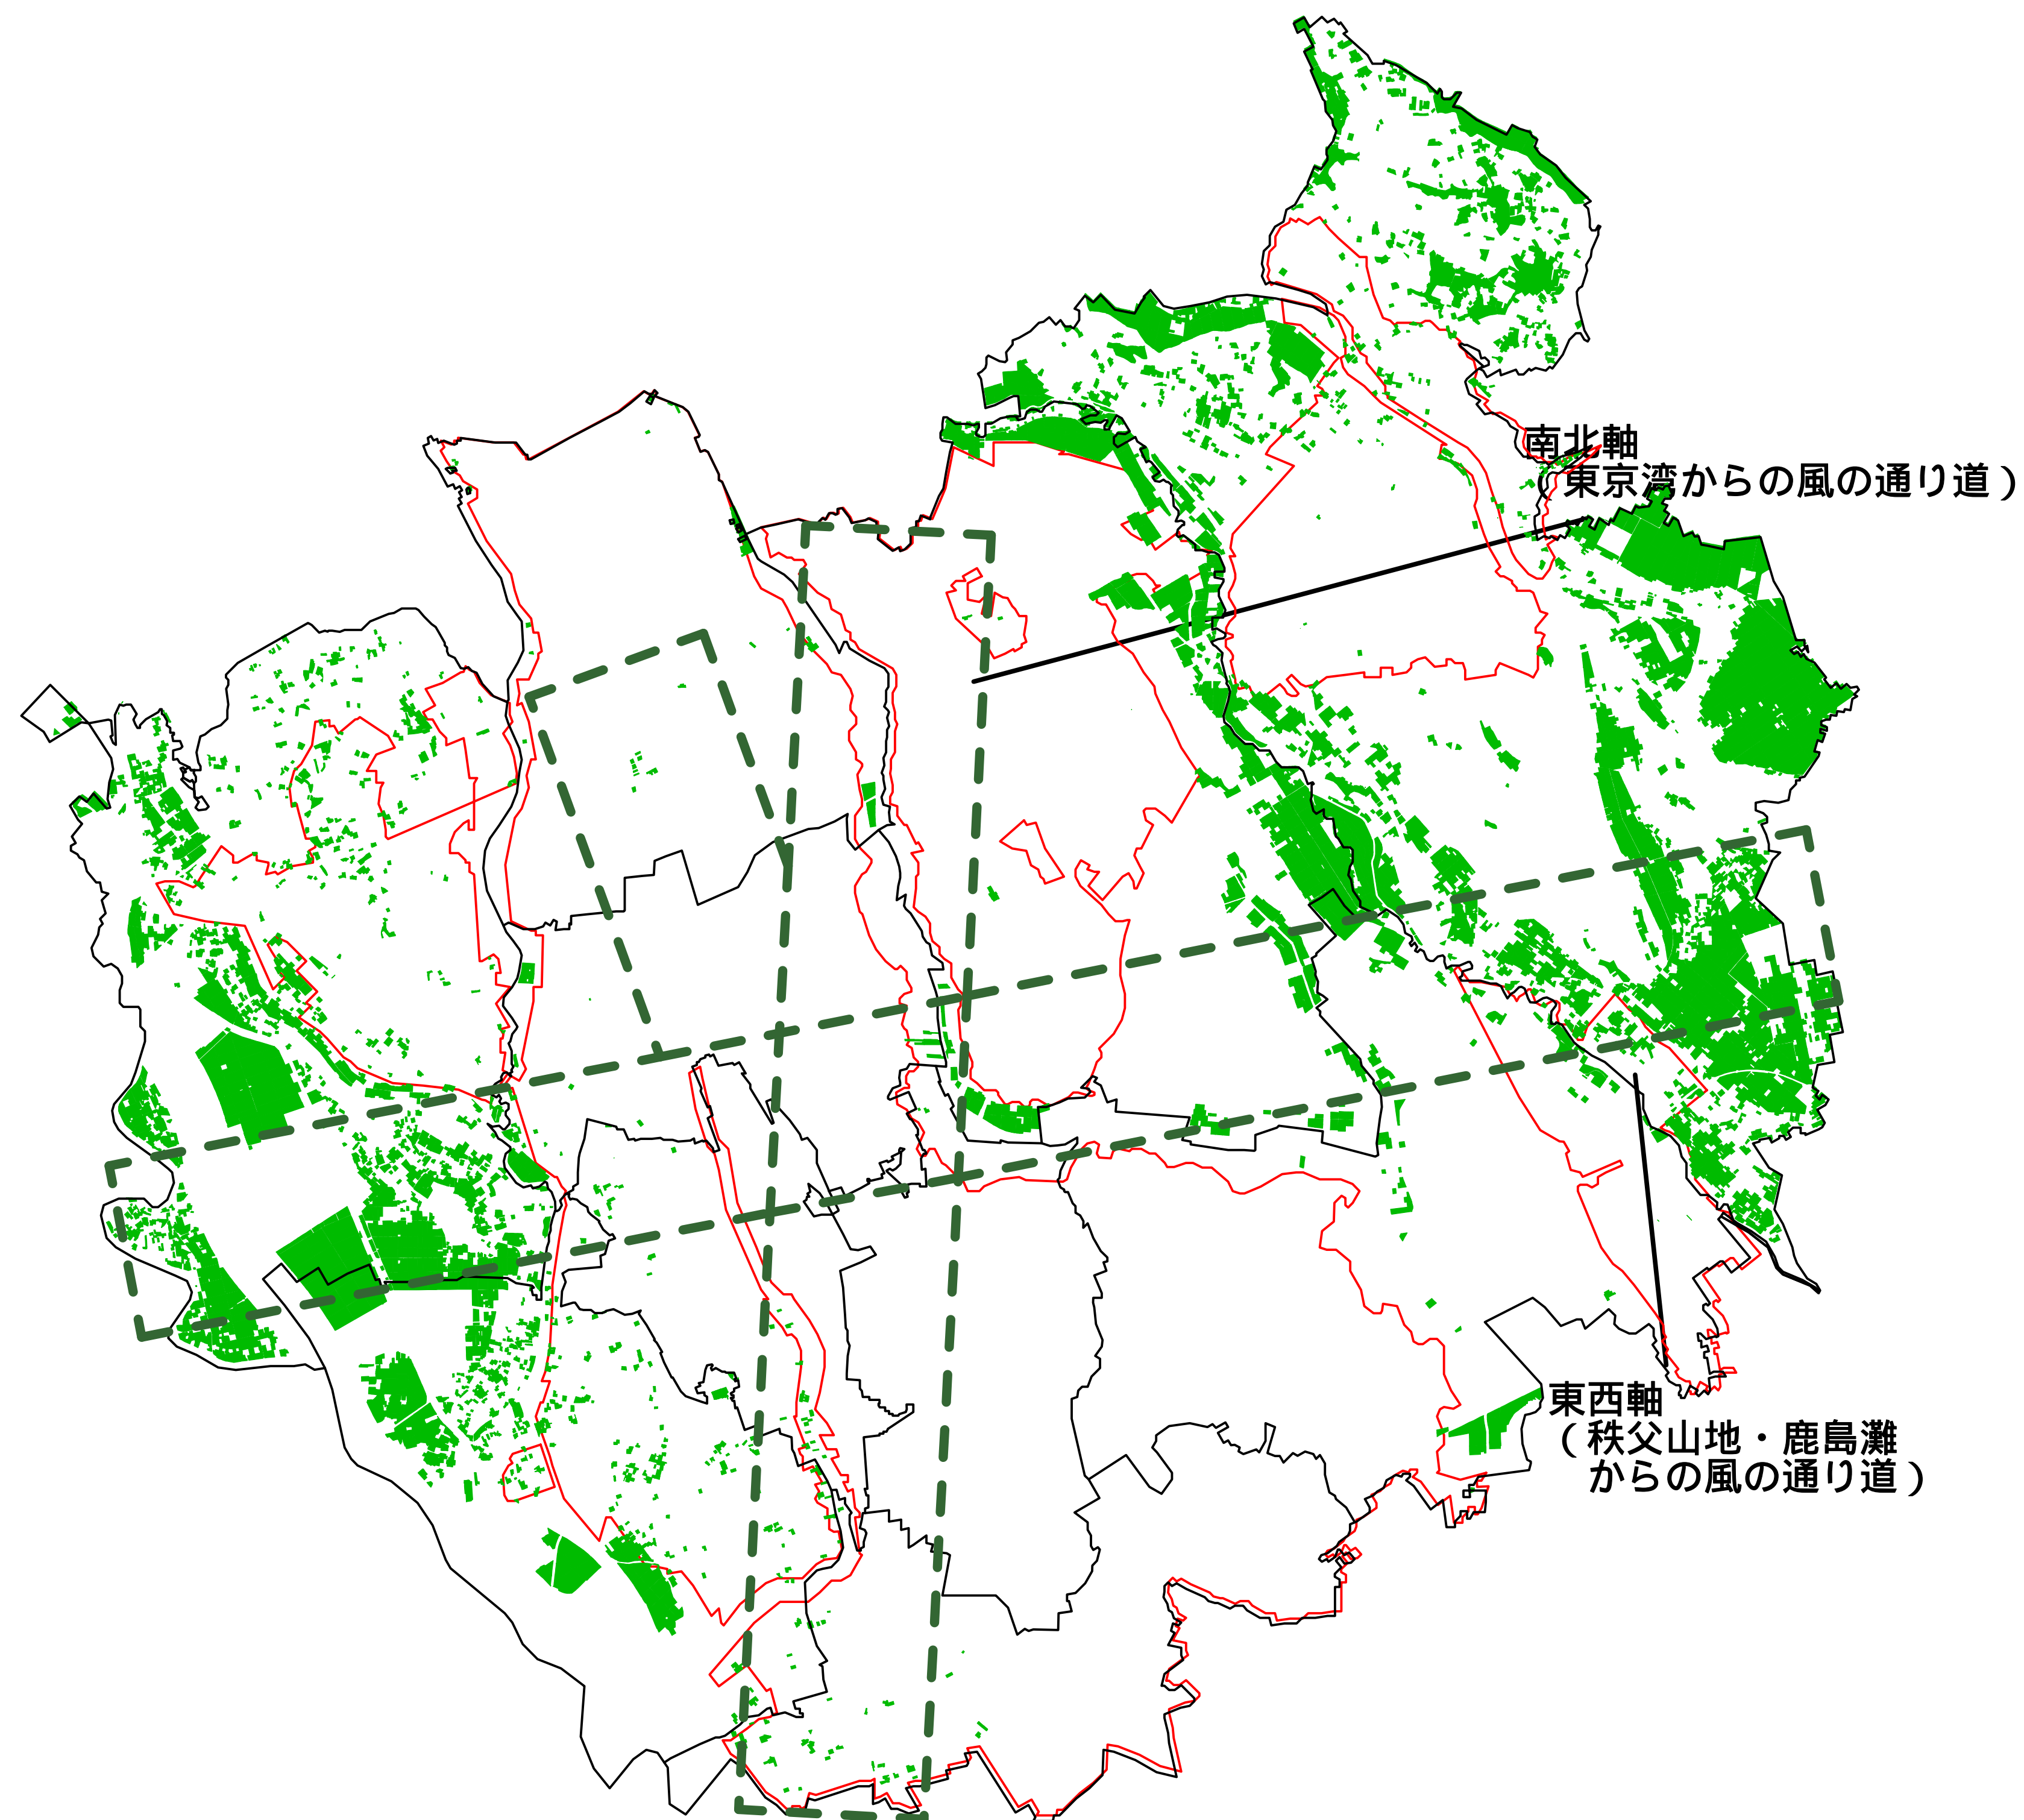 南北軸
（東京湾からの風の通り道）
東西軸
（秩父山地・鹿島灘
からの風の通り道）